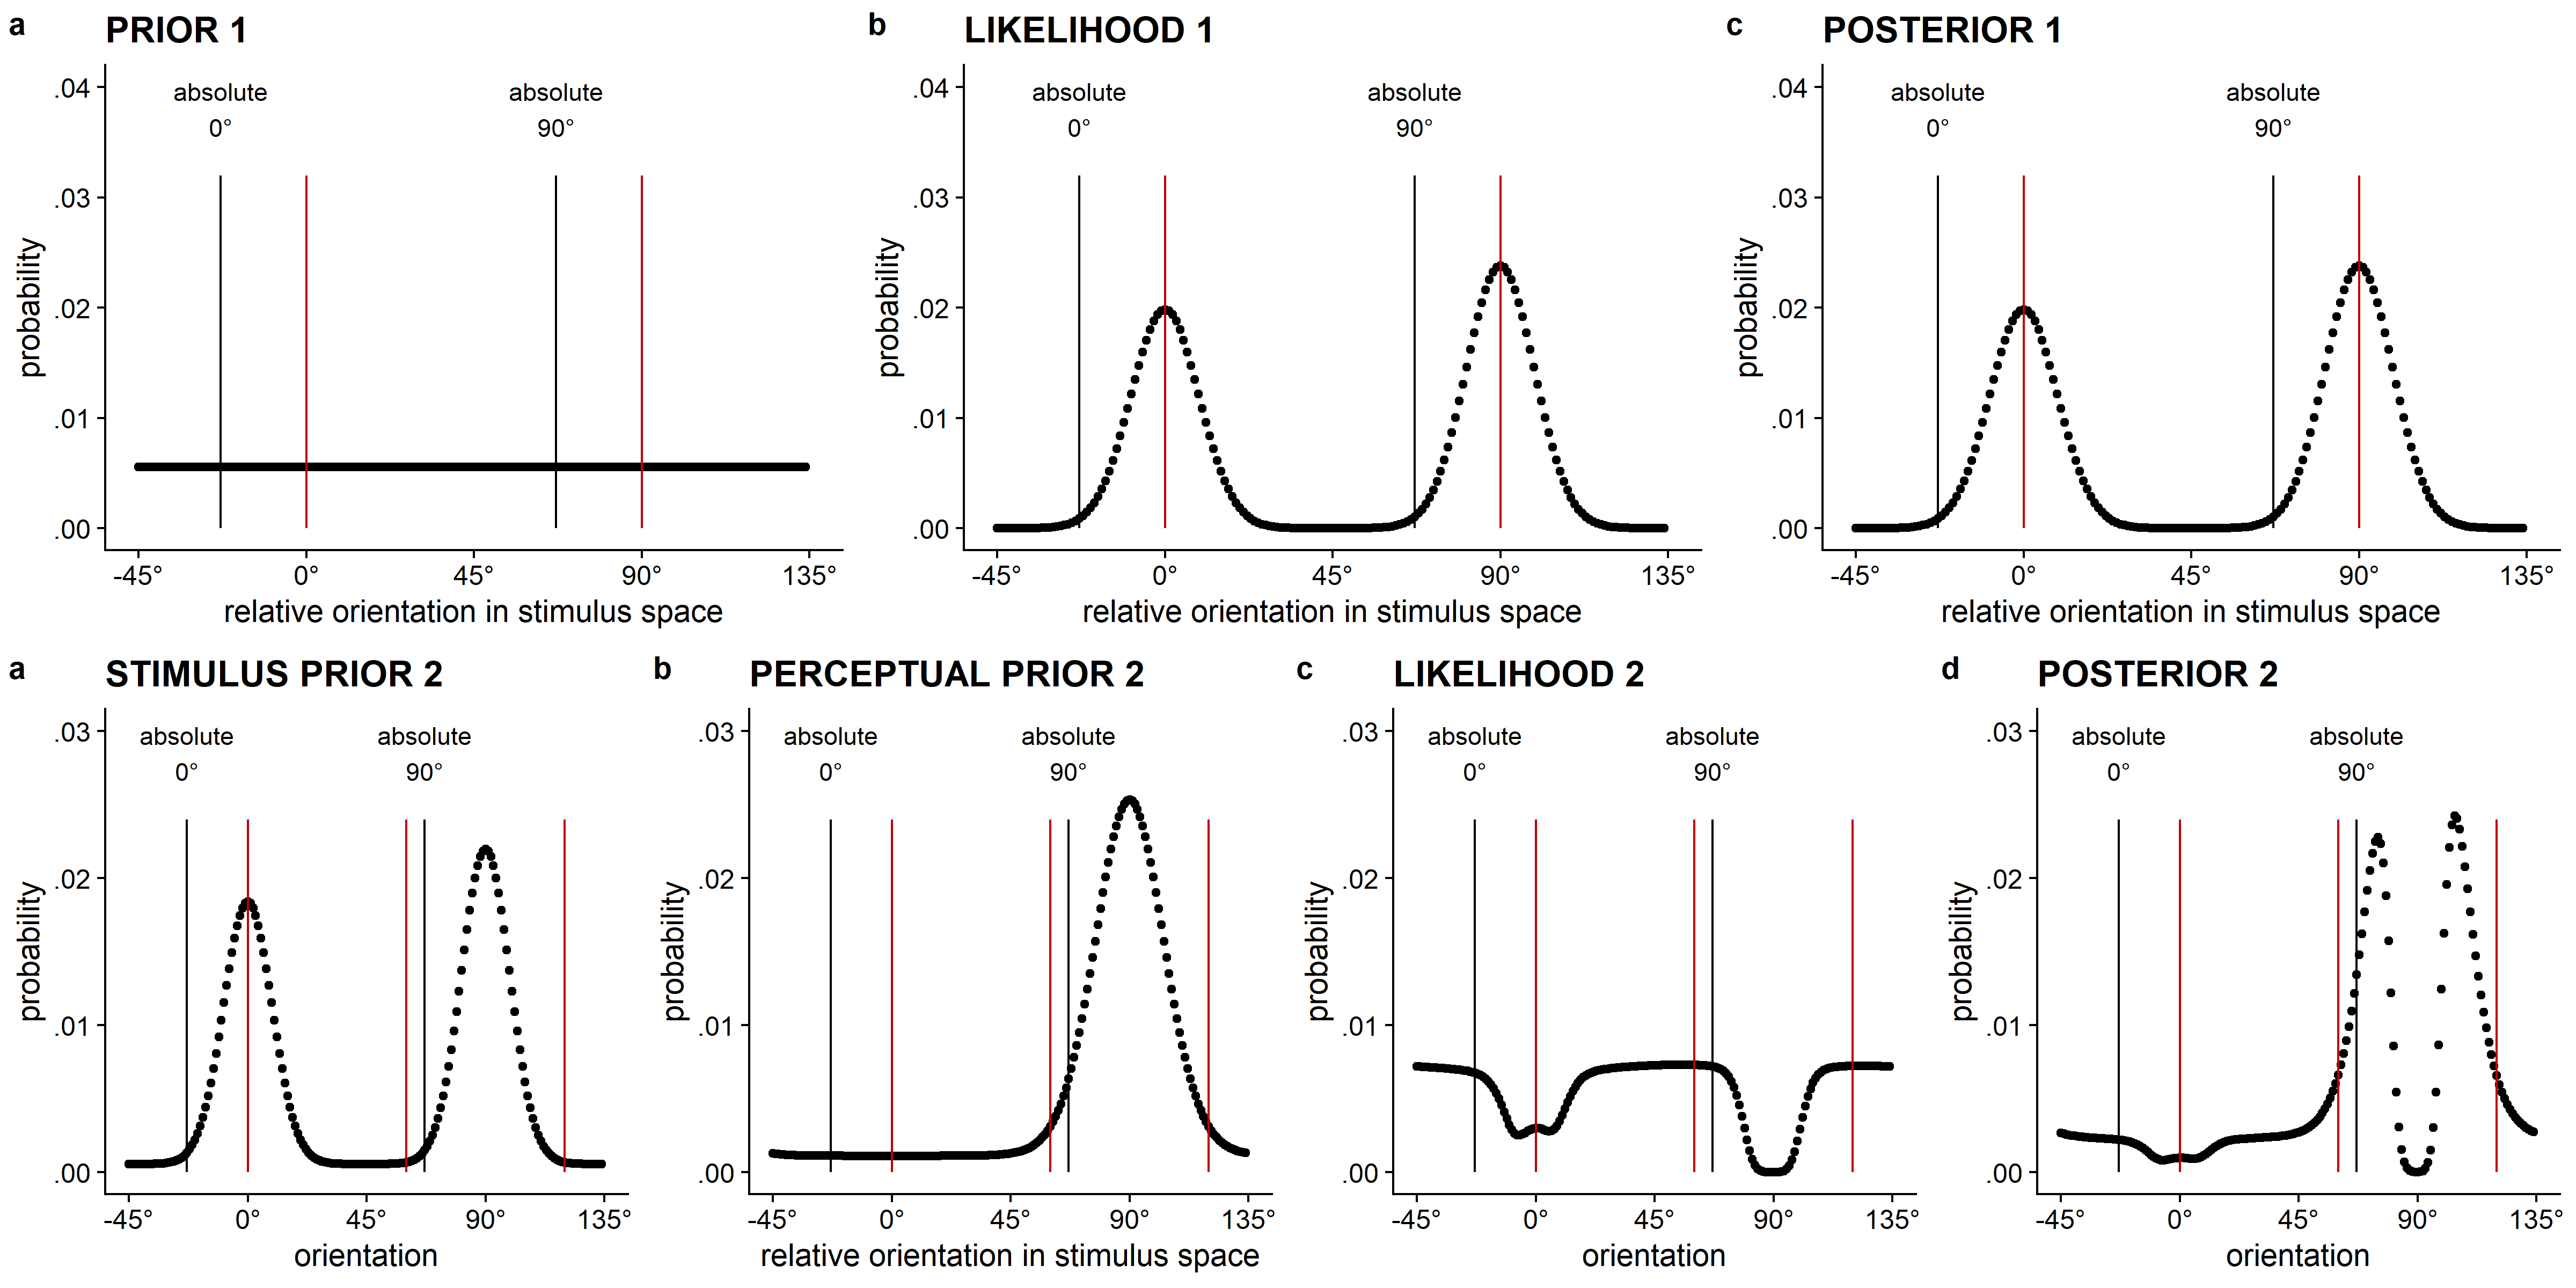 a PRIOR 1
absolute absolute
0° 90°
.04
.03
.02
.01
.00
probability
-45° 0° 45° 90° 135°
relative orientation in stimulus space
b LIKELIHOOD 1
absolute absolute
0° 90°
.04
.03
.02
.01
.00
probability
-45° 0° 45° 90° 135°
relative orientation in stimulus space
c POSTERIOR 1
absolute absolute
0° 90°
.04
.03
.02
.01
.00
probability
-45° 0° 45° 90° 135°
relative orientation in stimulus space
a STIMULUS PRIOR 2
absolute absolute
0° 90°
.03
.02
.01
.00
probability
-45° 0° 45° 90° 135°
orientation
b PERCEPTUAL PRIOR 2
absolute absolute
0° 90°
.03
.02
.01
.00
probability
-45° 0° 45° 90° 135°
relative orientation in stimulus space
c LIKELIHOOD 2
absolute absolute
0° 90°
.03
.02
.01
.00
probability
-45° 0° 45° 90° 135°
orientation
d POSTERIOR 2
absolute absolute
0° 90°
.03
.02
.01
.00
probability
-45° 0° 45° 90° 135°
orientation